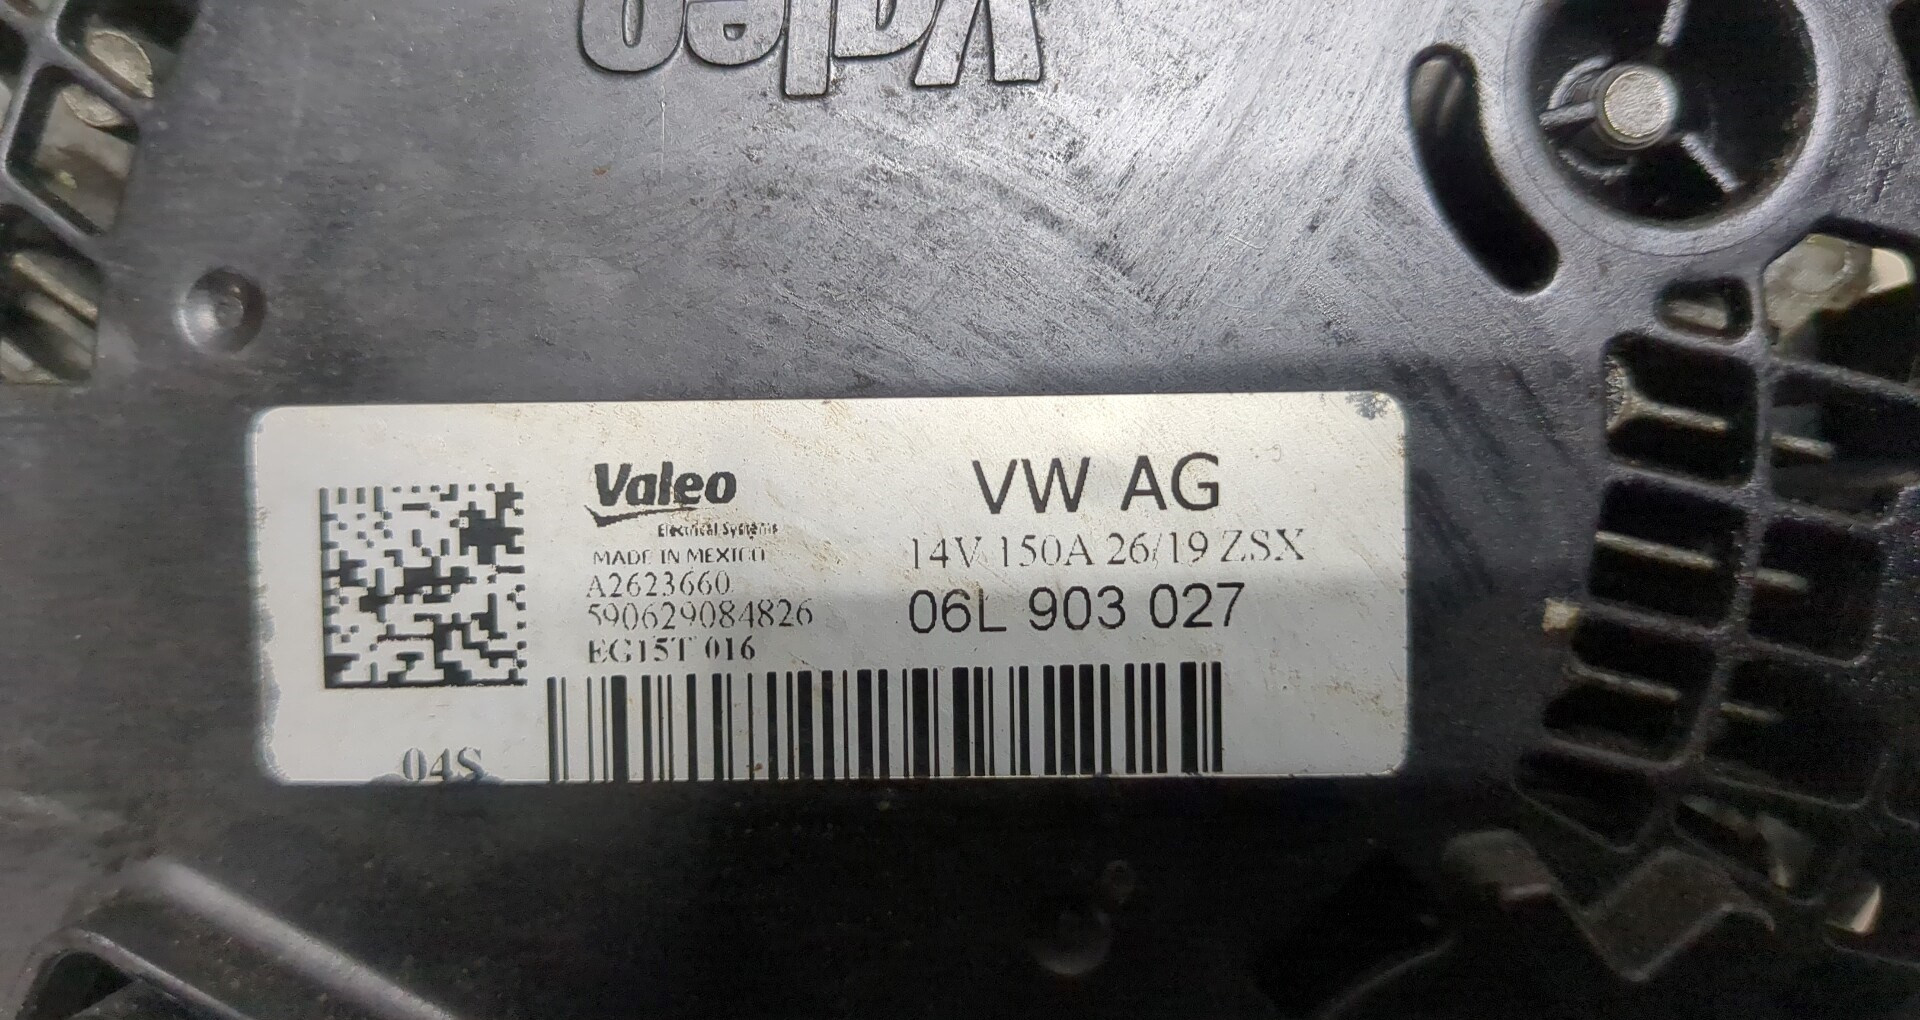 Valeo
Valeo
Electrical Systems
MADE IN MEXICO
A2623660
590629084826
EG15T 016
VW AG
14V 150A 26/19 ZSX
06L 903 027
04S